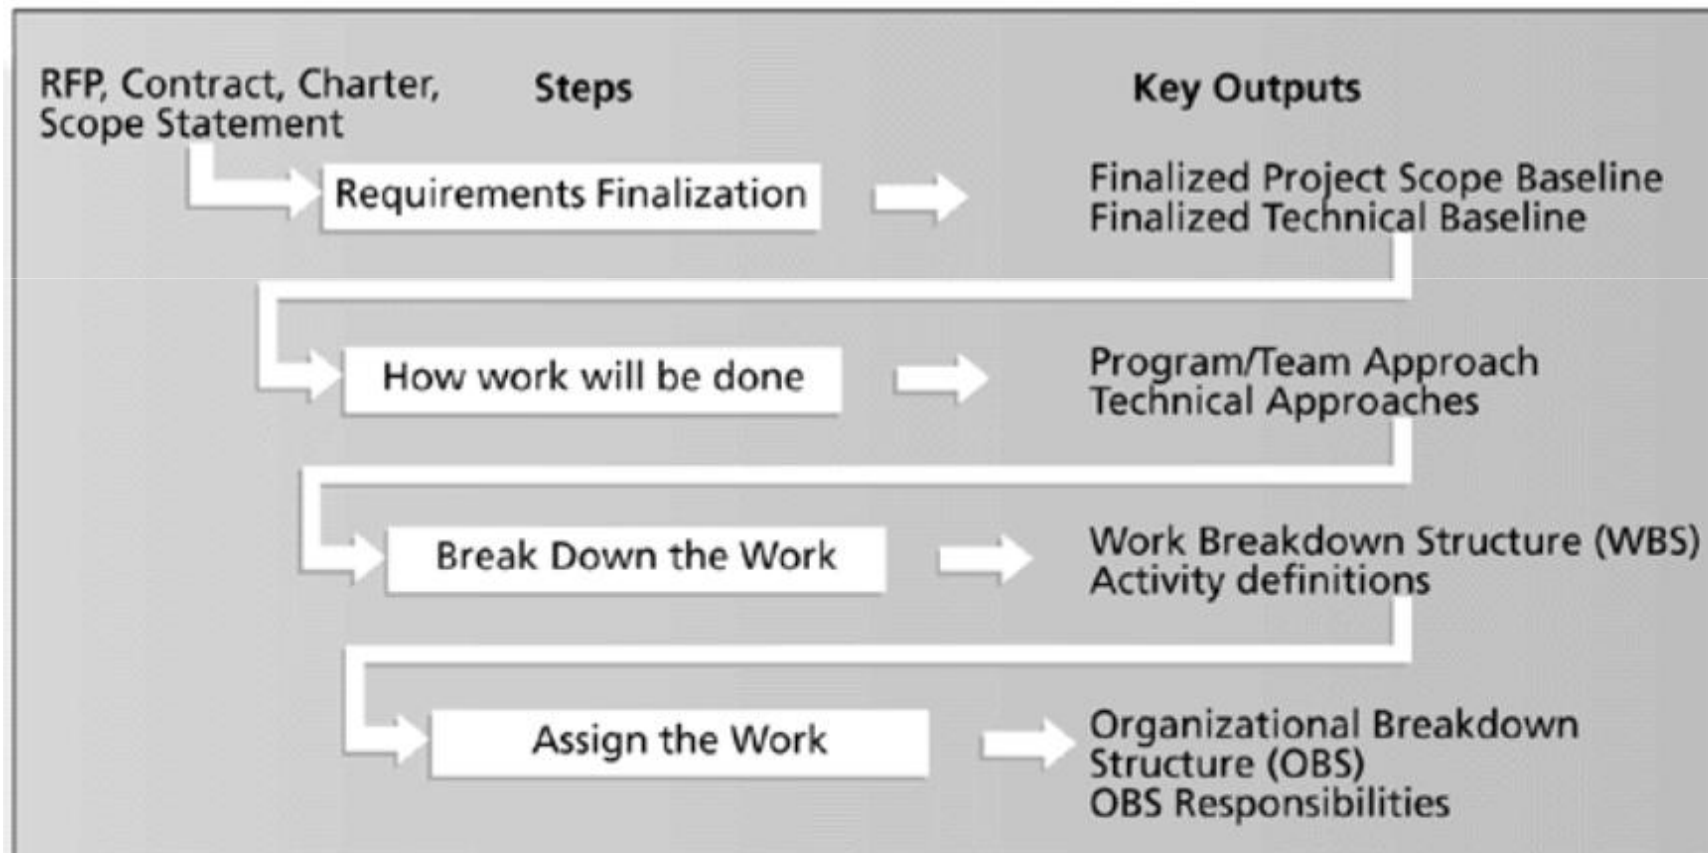 RFP, Contract, Charter,
Scope Statement
Steps
Key Outputs
Requirements Finalization
Finalized Project Scope Baseline
Finalized Technical Baseline
How work will be done
Program/Team Approach
Technical Approaches
Break Down the Work
Work Breakdown Structure (WBS)
Activity definitions
Assign the Work
Organizational Breakdown
Structure (OBS)
OBS Responsibilities